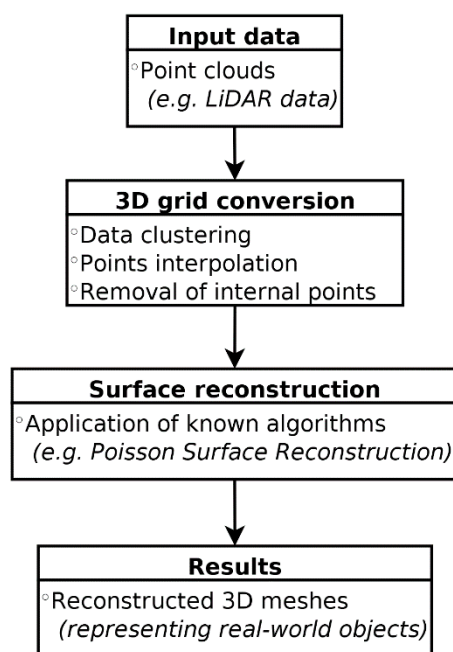 Input data
◦Point clouds
(e.g. LiDAR data)
3D grid conversion
◦Data clustering
◦Points interpolation
◦Removal of internal points
Surface reconstruction
◦Application of known algorithms
(e.g. Poisson Surface Reconstruction)
Results
◦Reconstructed 3D meshes
(representing real-world objects)